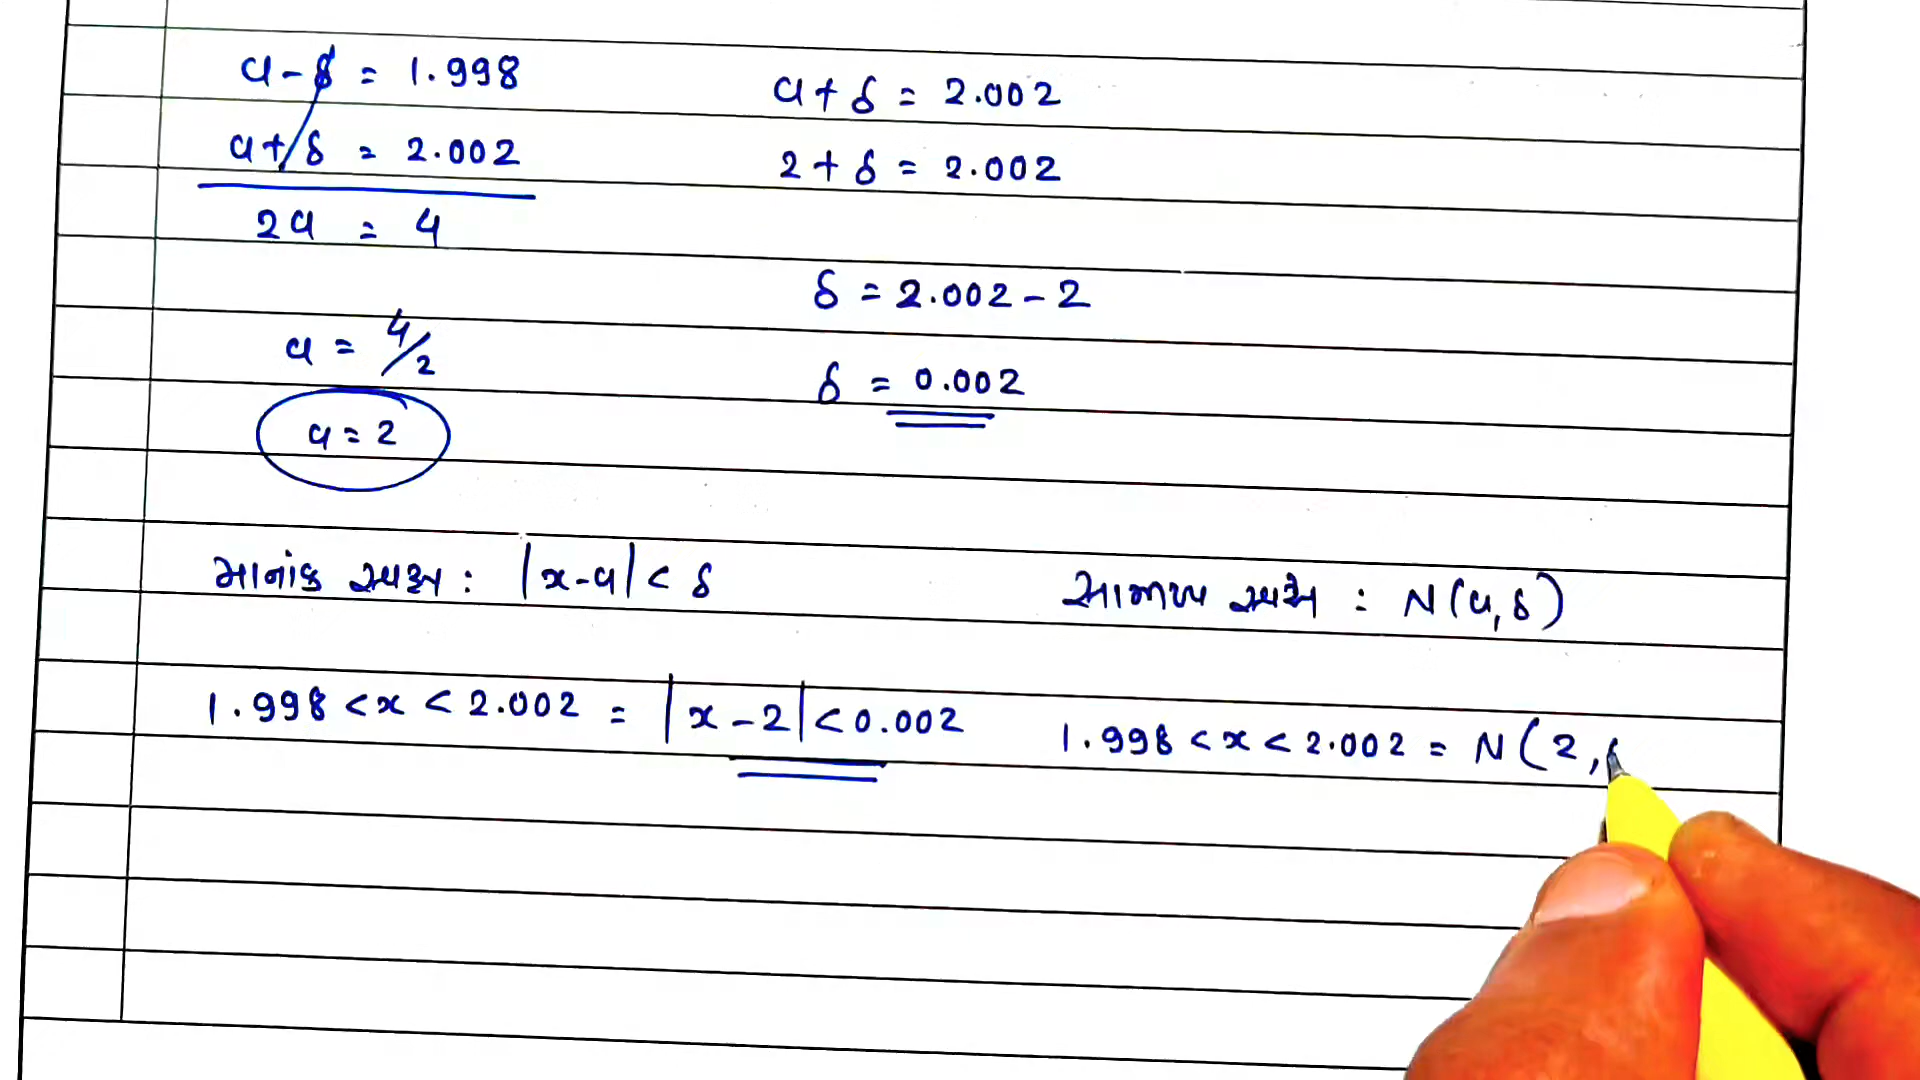 a - δ = 1.998
a + δ = 2.002
2a = 4
a = 4/2
a = 2
a + δ = 2.002
2 + δ = 2.002
δ = 2.002 - 2
δ = 0.002
માનાંક સ્વરૂપ : |x - a| < δ
સામીપ્ય સ્વરૂપ : N(a, δ)
1.998 < x < 2.002 = |x - 2| < 0.002
1.998 < x < 2.002 = N(2,